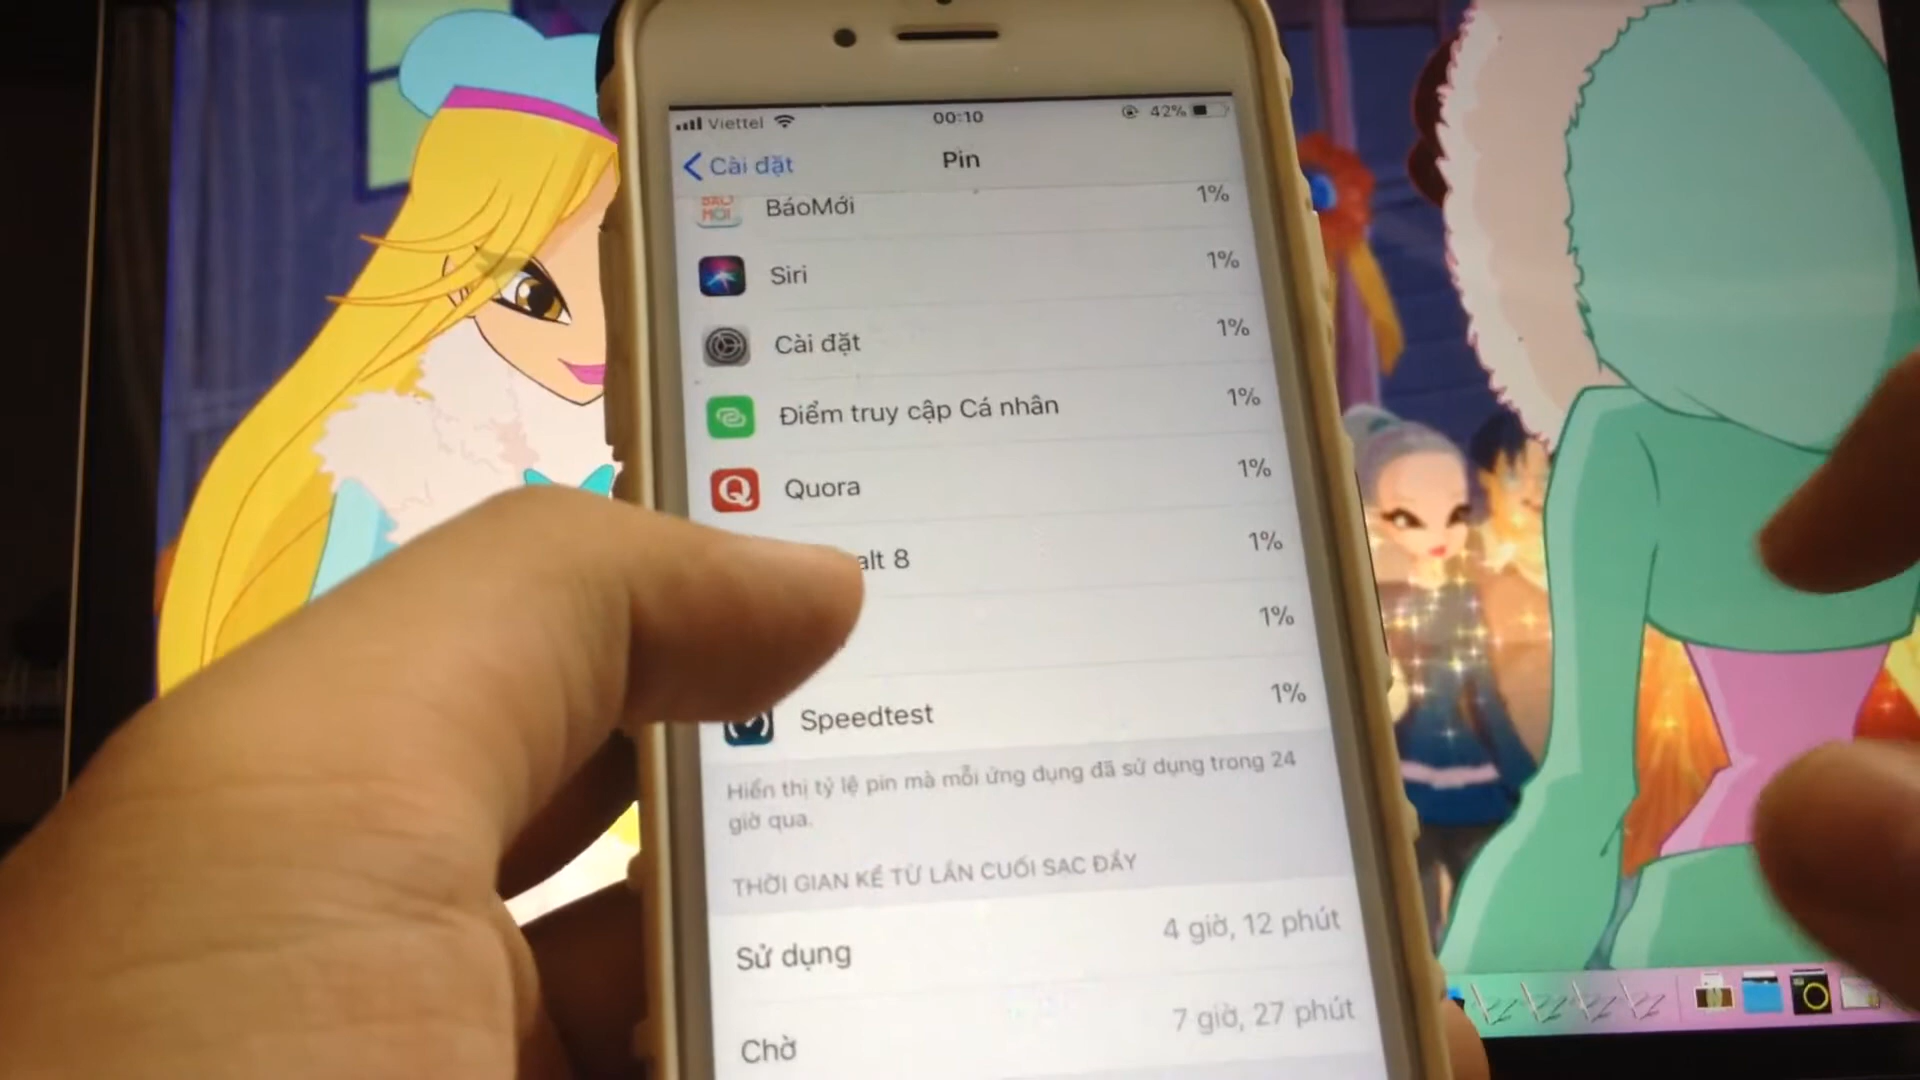 Viettel 00:10 42%
Cài đặt Pin
BÁO MỚI BáoMới 1%
Siri 1%
Cài đặt 1%
Điểm truy cập Cá nhân 1%
Q Quora 1%
alt 8 1%
1%
Speedtest 1%
Hiển thị tỷ lệ pin mà mỗi ứng dụng đã sử dụng trong 24
giờ qua.
THỜI GIAN KỂ TỪ LẦN CUỐI SẠC ĐẦY
Sử dụng 4 giờ, 12 phút
Chờ 7 giờ, 27 phút